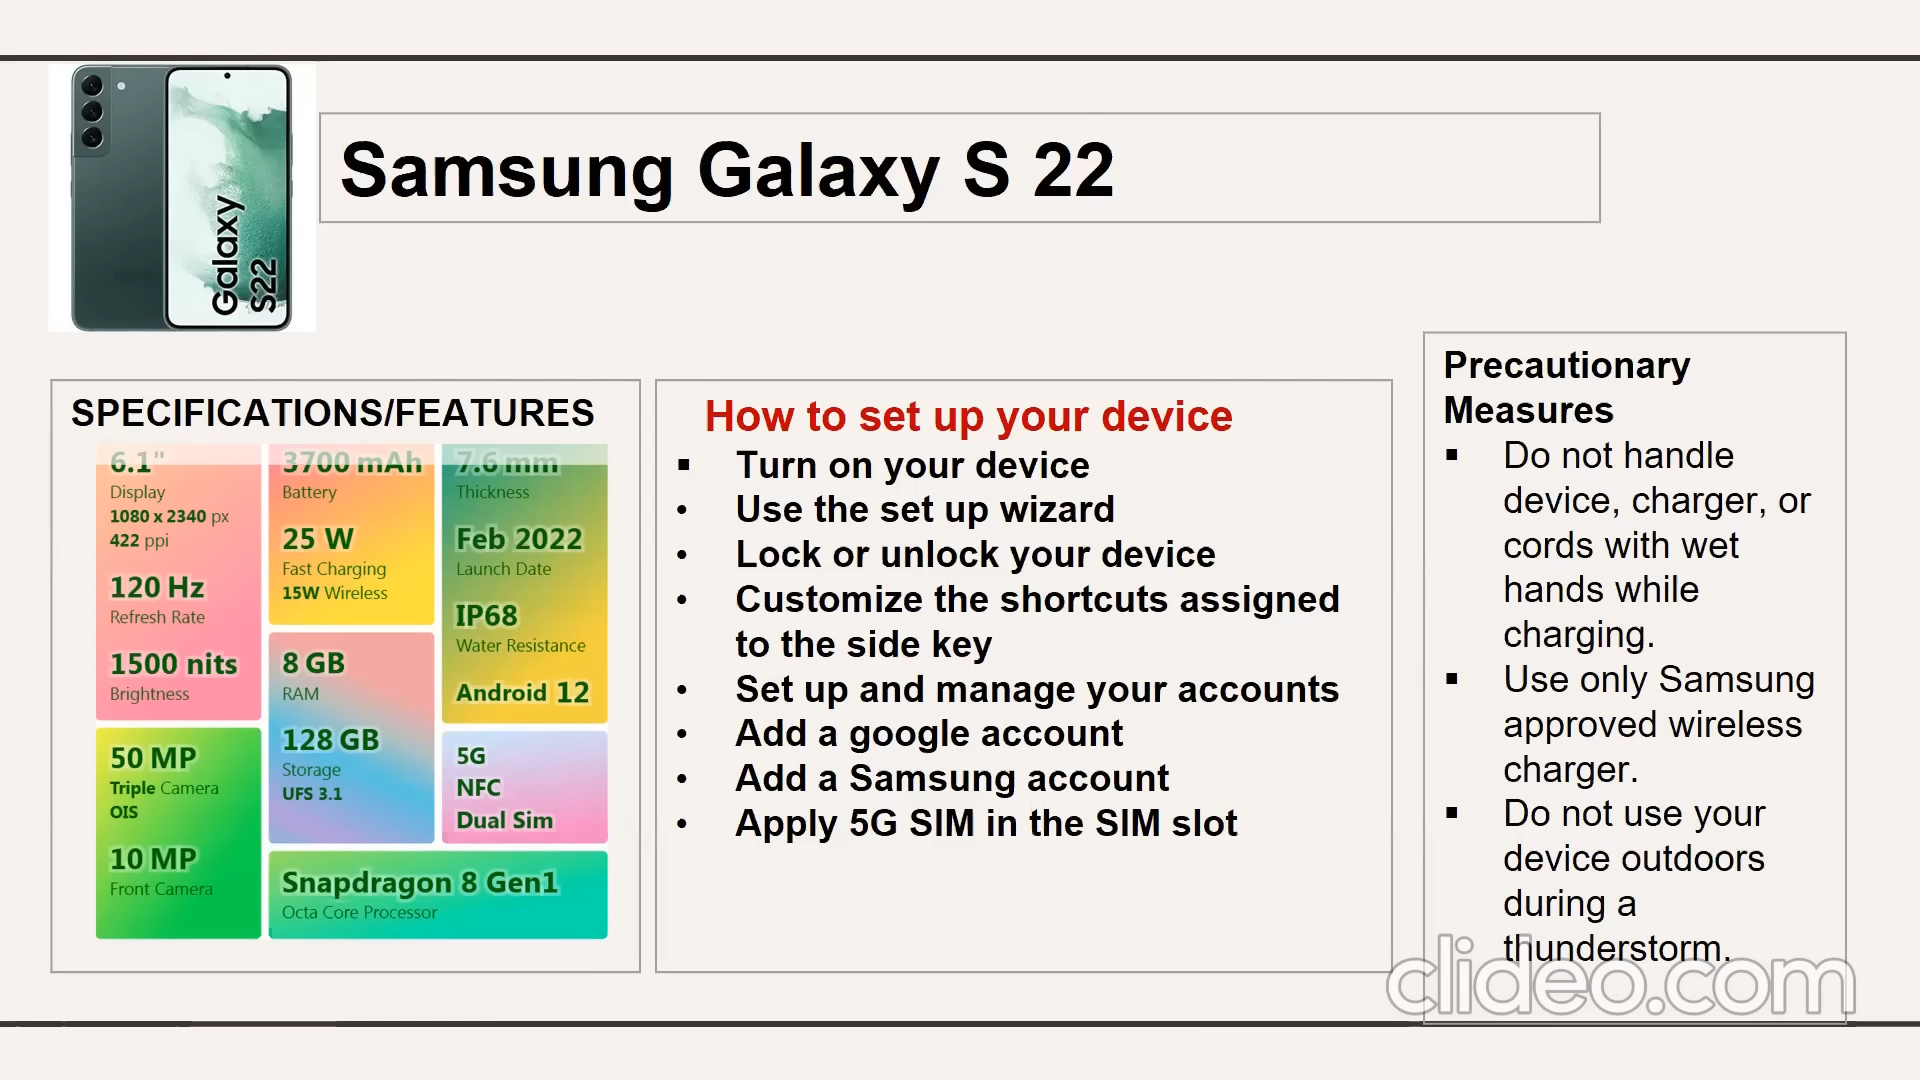 Galaxy
S22
Samsung Galaxy S 22
SPECIFICATIONS/FEATURES
6.1"
Display
1080 x 2340 px
422 ppi
120 Hz
Refresh Rate
1500 nits
Brightness
50 MP
Triple Camera
OIS
10 MP
Front Camera
3700 mAh
Battery
25 W
Fast Charging
15W Wireless
8 GB
RAM
128 GB
Storage
UFS 3.1
7.6 mm
Thickness
Feb 2022
Launch Date
IP68
Water Resistance
Android 12
5G
NFC
Dual Sim
Snapdragon 8 Gen1
Octa Core Processor
How to set up your device
▪ Turn on your device
• Use the set up wizard
• Lock or unlock your device
• Customize the shortcuts assigned
to the side key
• Set up and manage your accounts
• Add a google account
• Add a Samsung account
• Apply 5G SIM in the SIM slot
Precautionary
Measures
▪ Do not handle
device, charger, or
cords with wet
hands while
charging.
▪ Use only Samsung
approved wireless
charger.
▪ Do not use your
device outdoors
during a
thunderstorm.
clideo.com